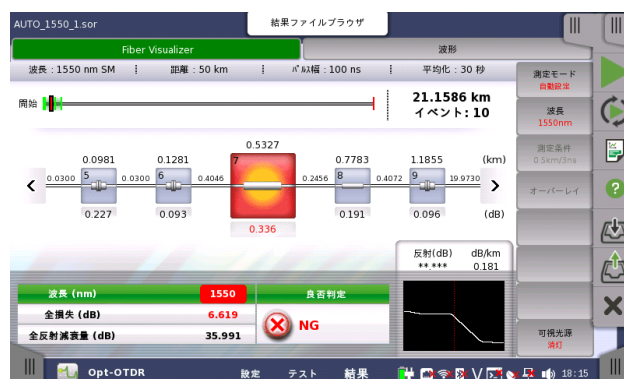 AUTO_1550_1.sor
結果ファイルブラウザ
Fiber Visualizer
波形
波長：1550 nm SM
距離：50 km
パルス幅：100 ns
平均化：30 秒
開始
21.1586 km
イベント：10
0.0981
0.1281
0.5327
0.7783
1.1855
(km)
0.0300
5
0.0300
6
0.4046
7
0.2456
8
0.4072
9
19.9730
0.227
0.093
0.336
0.191
0.096
(dB)
反射(dB)
dB/km
**.***
0.181
波長 (nm)
1550
良否判定
全損失 (dB)
6.619
NG
全反射減衰量 (dB)
35.991
測定モード
自動設定
波長
1550nm
測定条件
0.5km/3ns
オーバーレイ
可視光源
消灯
Opt-OTDR
設定
テスト
結果
18:15